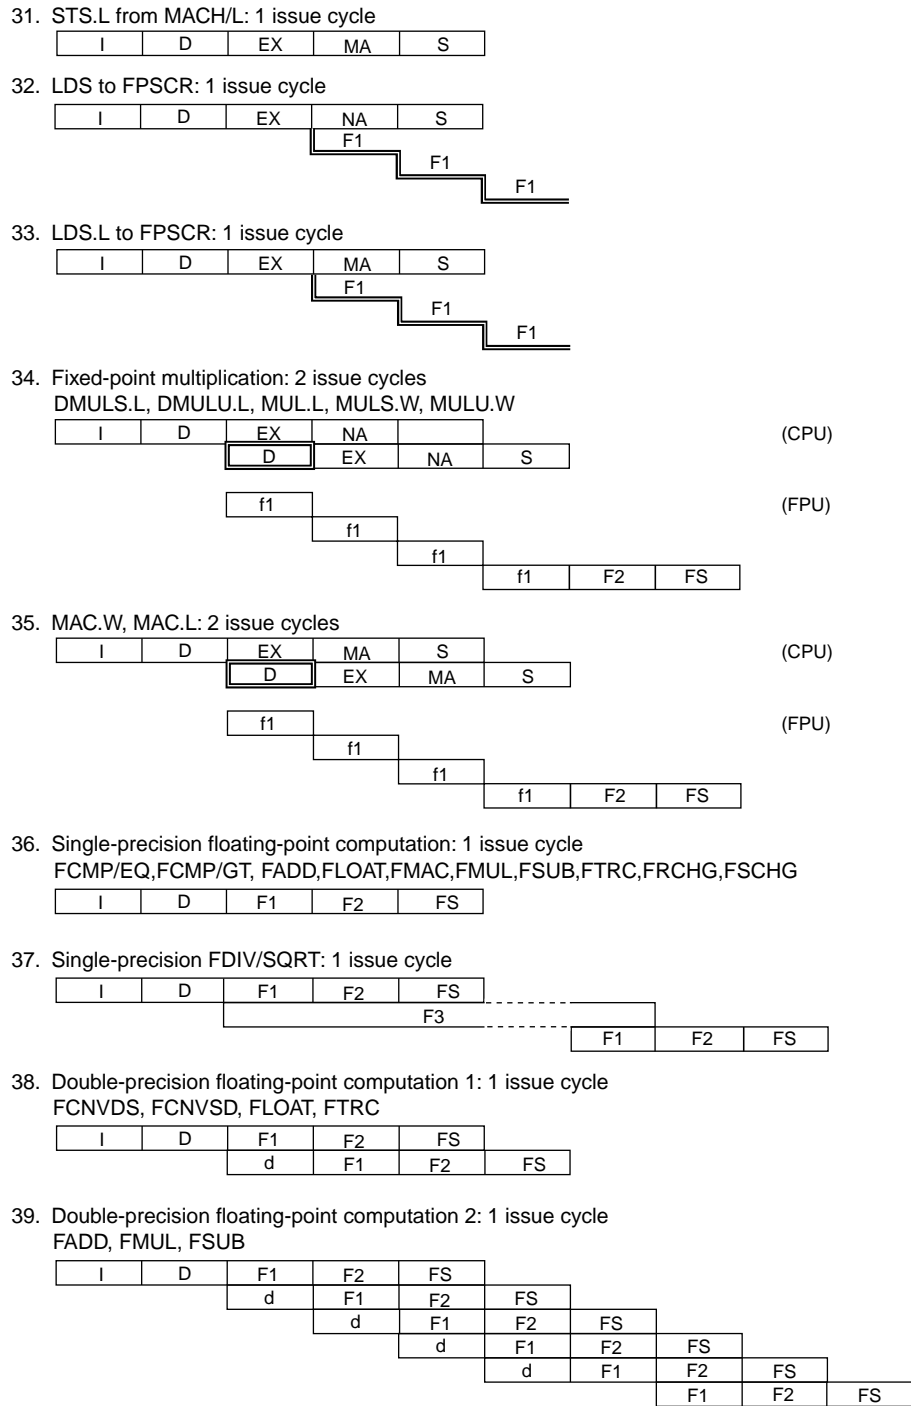 31. STS.L from MACH/L: 1 issue cycle
I D EX MA S
32. LDS to FPSCR: 1 issue cycle
I D EX NA S
F1
F1
F1
33. LDS.L to FPSCR: 1 issue cycle
I D EX MA S
F1
F1
F1
34. Fixed-point multiplication: 2 issue cycles
DMULS.L, DMULU.L, MUL.L, MULS.W, MULU.W
I D EX NA (CPU)
D EX NA S
f1 (FPU)
f1
f1
f1 F2 FS
35. MAC.W, MAC.L: 2 issue cycles
I D EX MA S (CPU)
D EX MA S
f1 (FPU)
f1
f1
f1 F2 FS
36. Single-precision floating-point computation: 1 issue cycle
FCMP/EQ,FCMP/GT, FADD,FLOAT,FMAC,FMUL,FSUB,FTRC,FRCHG,FSCHG
I D F1 F2 FS
37. Single-precision FDIV/SQRT: 1 issue cycle
I D F1 F2 FS
F3
F1 F2 FS
38. Double-precision floating-point computation 1: 1 issue cycle
FCNVDS, FCNVSD, FLOAT, FTRC
I D F1 F2 FS
d F1 F2 FS
39. Double-precision floating-point computation 2: 1 issue cycle
FADD, FMUL, FSUB
I D F1 F2 FS
d F1 F2 FS
d F1 F2 FS
d F1 F2 FS
d F1 F2 FS
F1 F2 FS